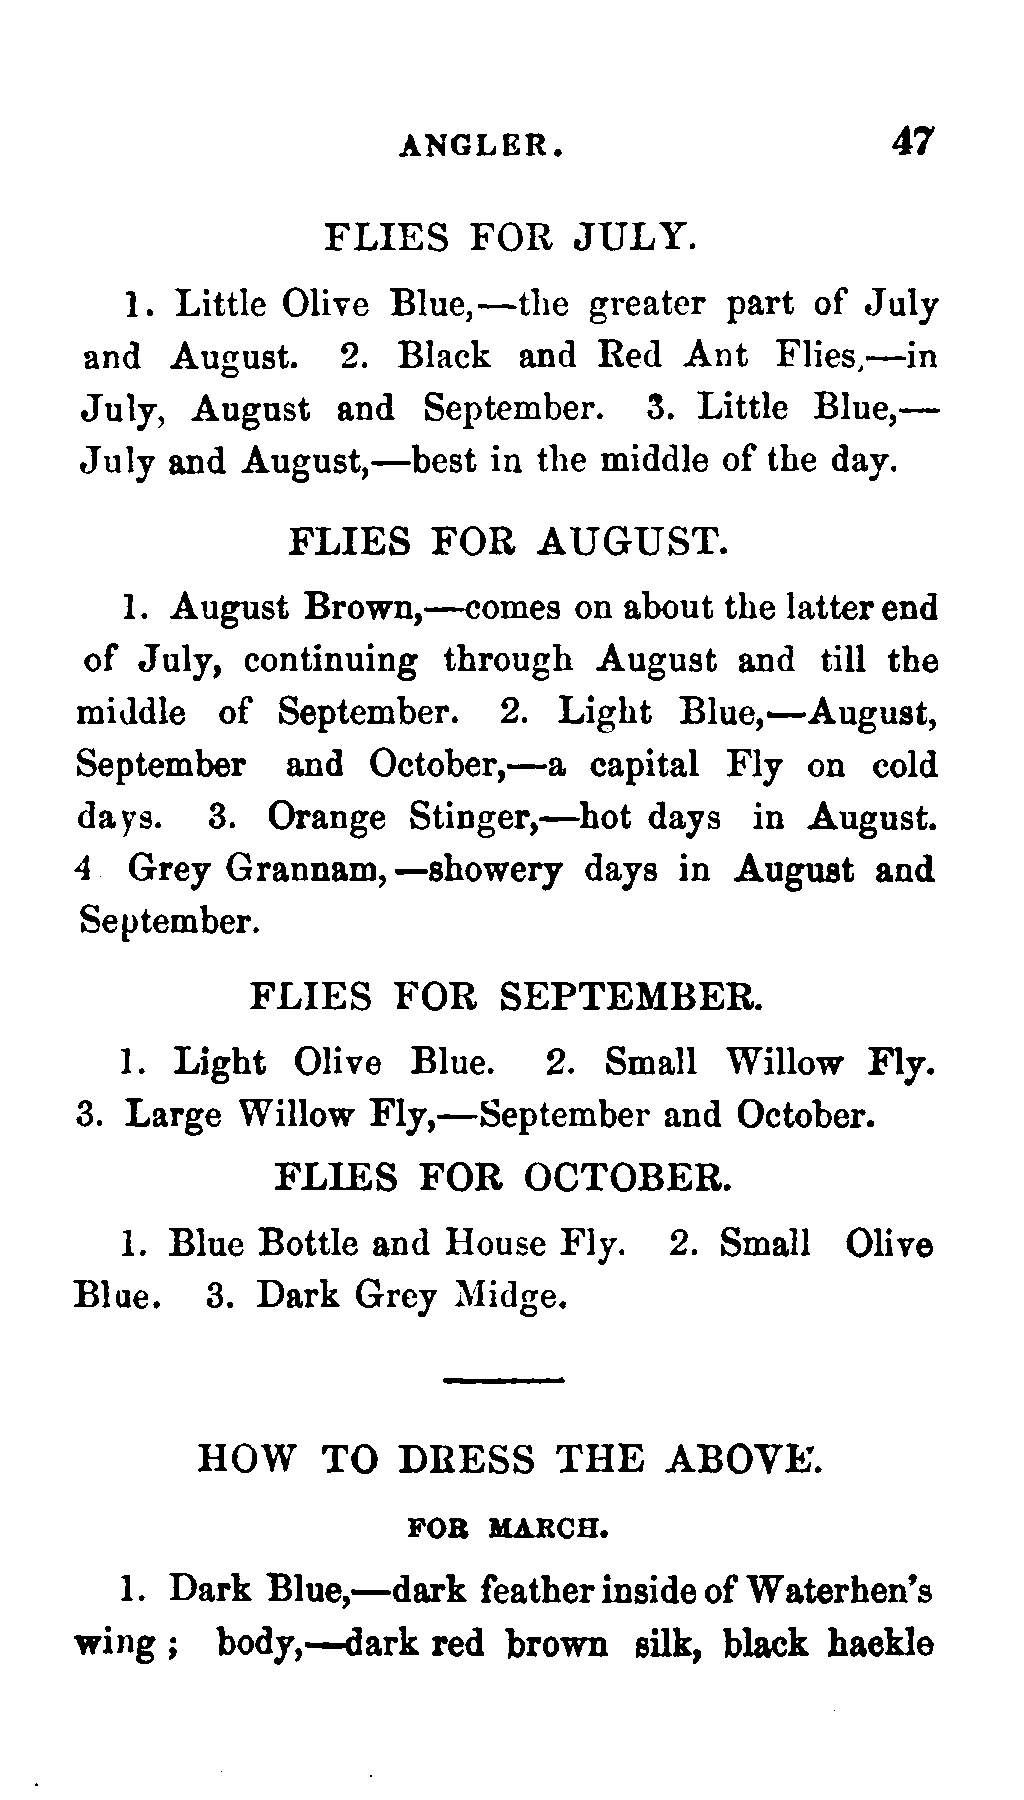 ANGLER. 47
FLIES FOR JULY.
1. Little Olive Blue,—the greater part of July
and August. 2. Black and Red Ant Flies,—in
July, August and September. 3. Little Blue,—
July and August,—best in the middle of the day.
FLIES FOR AUGUST.
1. August Brown,—comes on about the latter end
of July, continuing through August and till the
middle of September. 2. Light Blue,—August,
September and October,—a capital Fly on cold
days. 3. Orange Stinger,—hot days in August.
4 Grey Grannam,—showery days in August and
September.
FLIES FOR SEPTEMBER.
1. Light Olive Blue. 2. Small Willow Fly.
3. Large Willow Fly,—September and October.
FLIES FOR OCTOBER.
1. Blue Bottle and House Fly. 2. Small Olive
Blue. 3. Dark Grey Midge.
HOW TO DRESS THE ABOVE.
FOR MARCH.
1. Dark Blue,—dark feather inside of Waterhen's
wing; body,—dark red brown silk, black hackle